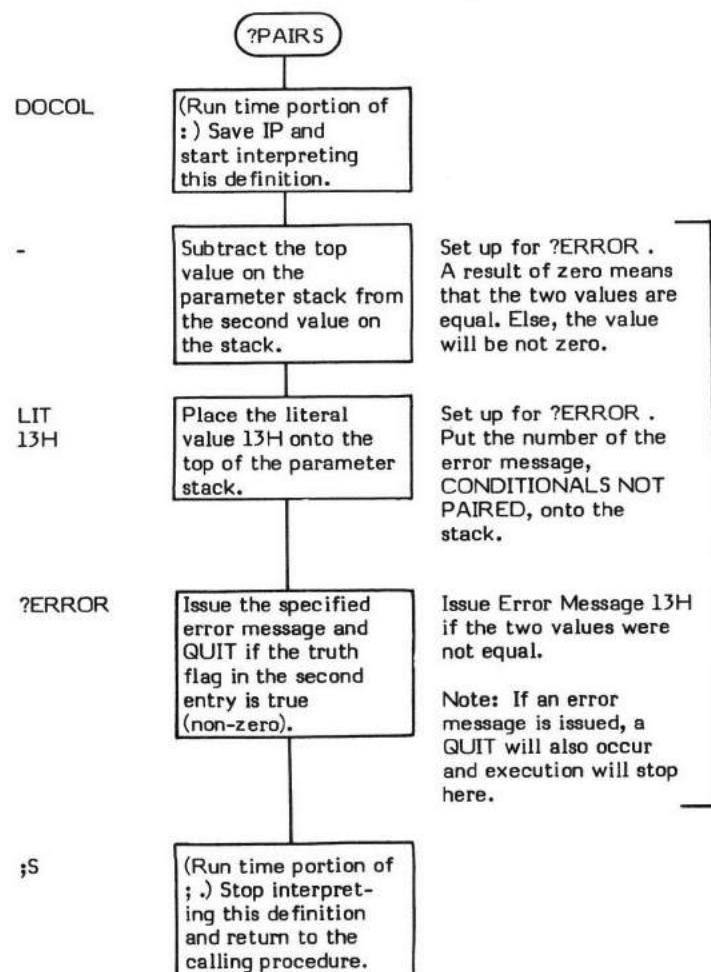 ?PAIRS
DOCOL
(Run time portion of
: ) Save IP and
start interpreting
this definition.
-
Subtract the top
value on the
parameter stack from
the second value on
the stack.
Set up for ?ERROR .
A result of zero means
that the two values are
equal. Else, the value
will be not zero.
LIT
13H
Place the literal
value 13H onto the
top of the parameter
stack.
Set up for ?ERROR .
Put the number of the
error message,
CONDITIONALS NOT
PAIRED, onto the
stack.
?ERROR
Issue the specified
error message and
QUIT if the truth
flag in the second
entry is true
(non-zero).
Issue Error Message 13H
if the two values were
not equal.
Note: If an error
message is issued, a
QUIT will also occur
and execution will stop
here.
;S
(Run time portion of
; .) Stop interpret-
ing this definition
and return to the
calling procedure.